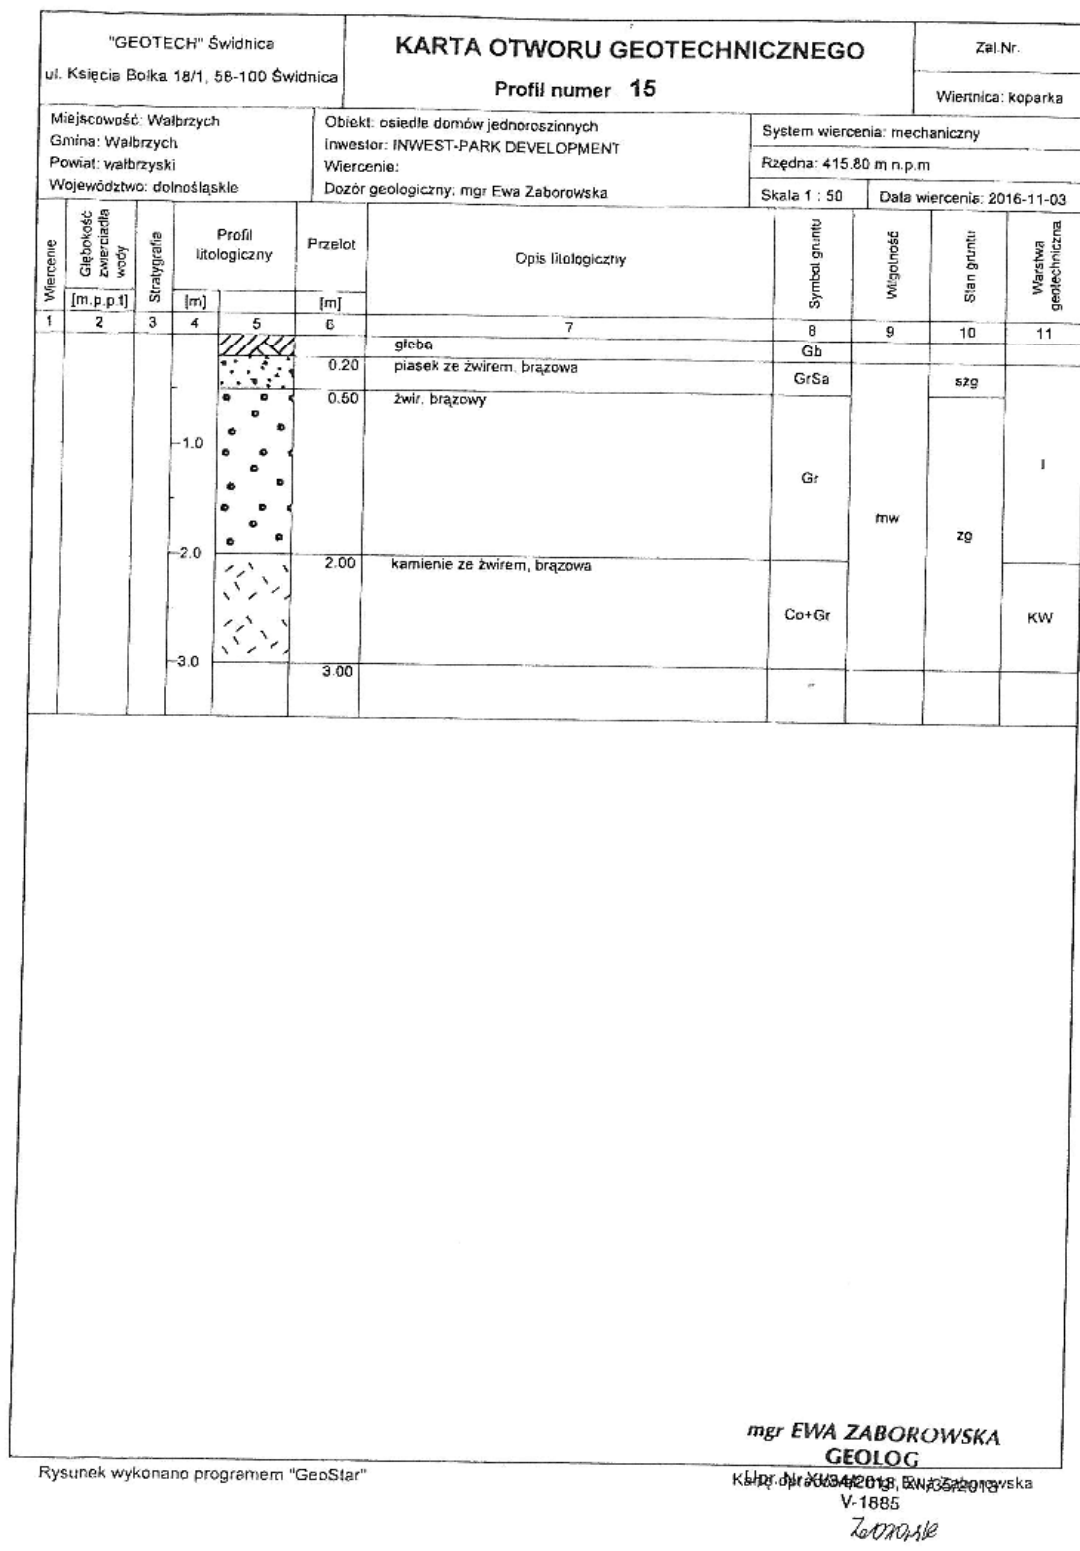 "GEOTECH" Świdnica
ul. Księcia Bolka 18/1, 58-100 Świdnica
KARTA OTWORU GEOTECHNICZNEGO
Profil numer 15
Zał.Nr.
Wiertnica: koparka
Miejscowość: Wałbrzych
Gmina: Wałbrzych
Powiat: wałbrzyski
Województwo: dolnośląskie
Obiekt: osiedle domów jednoroszinnych
Inwestor: INWEST-PARK DEVELOPMENT
Wiercenie:
Dozór geologiczny: mgr Ewa Zaborowska
System wiercenia: mechaniczny
Rzędna: 415.80 m n.p.m
Skala 1 : 50
Data wiercenia: 2016-11-03
Wiercenie
Głębokość zwierciadła wody
[m.p.p.t]
Stratygrafia
Profil litologiczny
[m]
Przelot
[m]
Opis litologiczny
Symbol gruntu
Wilgotność
Stan gruntu
Warstwa geotechniczna
1 2 3 4 5 6 7 8 9 10 11
gleba Gb
0.20 piasek ze żwirem, brązowa GrSa szg
0.50 żwir, brązowy
1.0
Gr I
mw zg
2.0
2.00 kamienie ze żwirem, brązowa
Co+Gr KW
3.0
3.00
mgr EWA ZABOROWSKA
GEOLOG
Rysunek wykonano programem "GeoStar"
V-1885